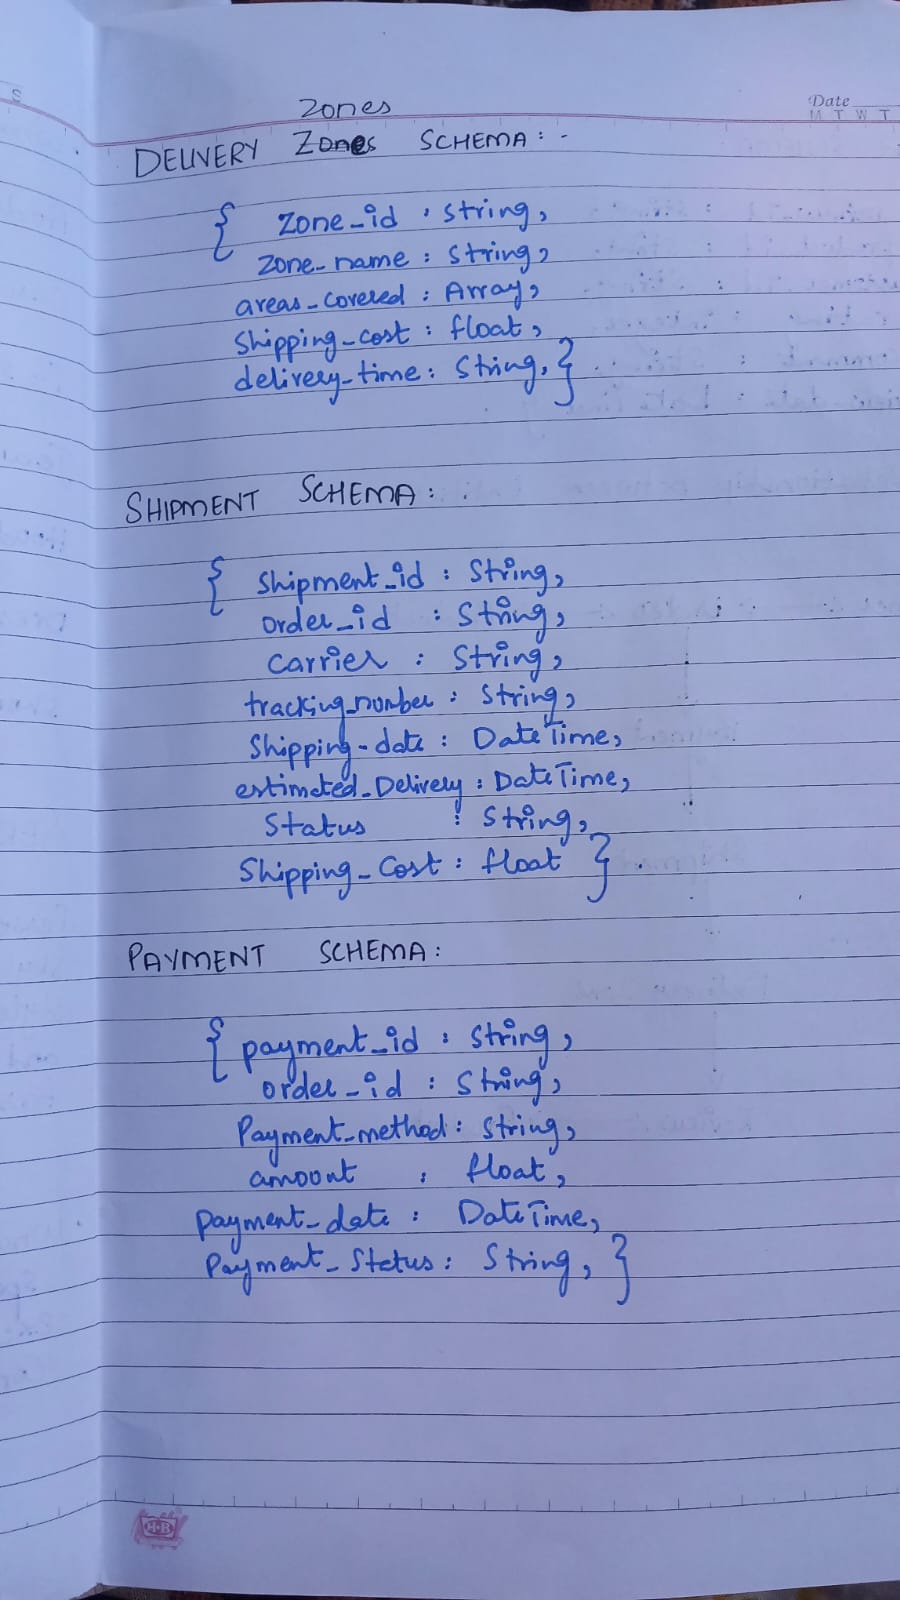 Date
M T W T
zones
DELIVERY Zones SCHEMA: -
{ zone_id : String,
zone_name : String,
areas_covered : Array,
Shipping_cost : float,
delivery_time : String, }
SHIPMENT SCHEMA:
{ Shipment_id : String,
order_id : String,
carrier : String,
tracking_number : String,
Shipping_date : DateTime,
estimated_Delivery : DateTime,
Status : String,
Shipping_Cost : float }
PAYMENT SCHEMA:
{ payment_id : String,
order_id : String,
Payment_method : String,
amount : float,
payment_date : DateTime,
Payment_Status : String, }